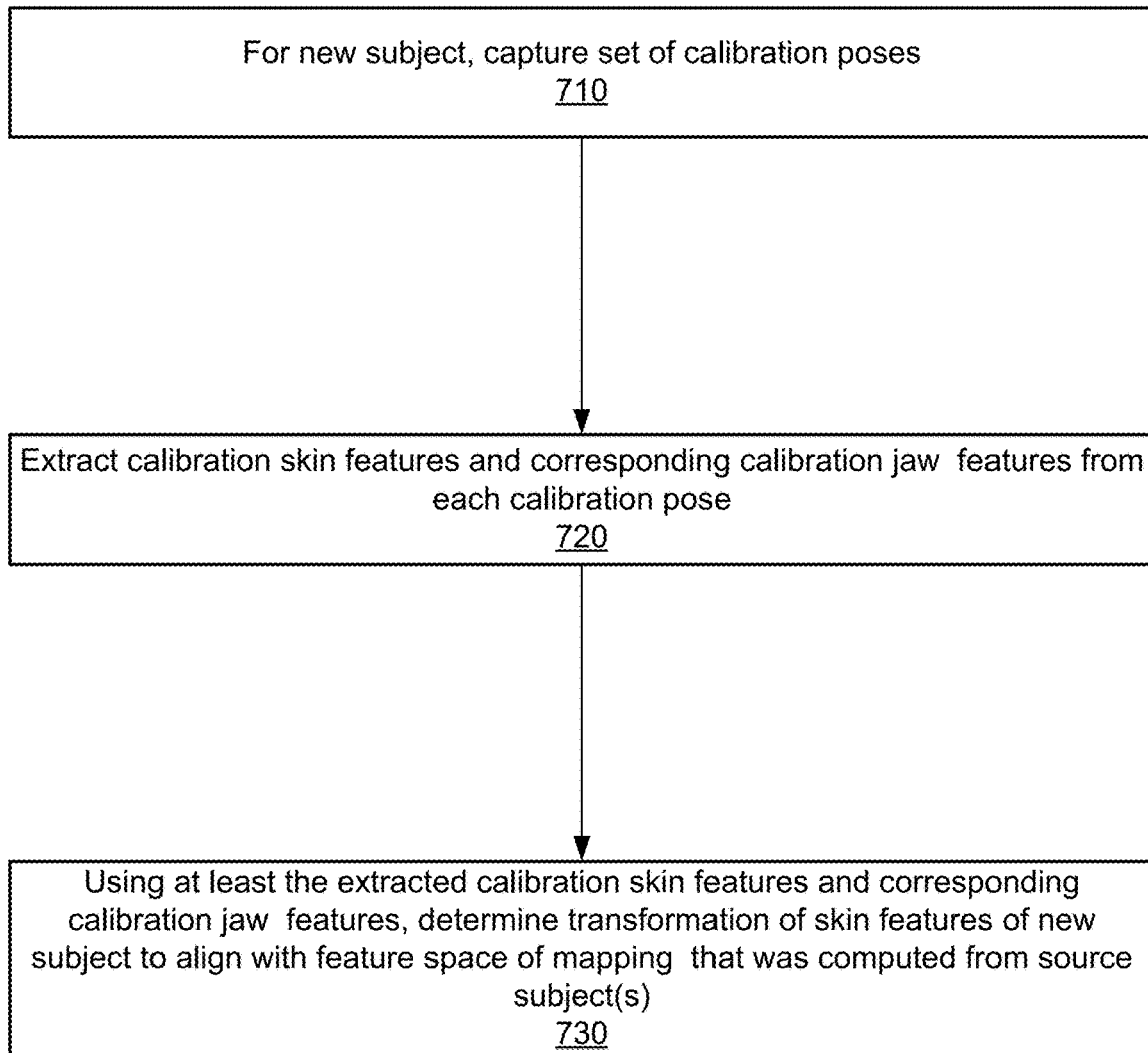 For new subject, capture set of calibration poses
710
Extract calibration skin features and corresponding calibration jaw features from
each calibration pose
720
Using at least the extracted calibration skin features and corresponding
calibration jaw features, determine transformation of skin features of new
subject to align with feature space of mapping that was computed from source
subject(s)
730